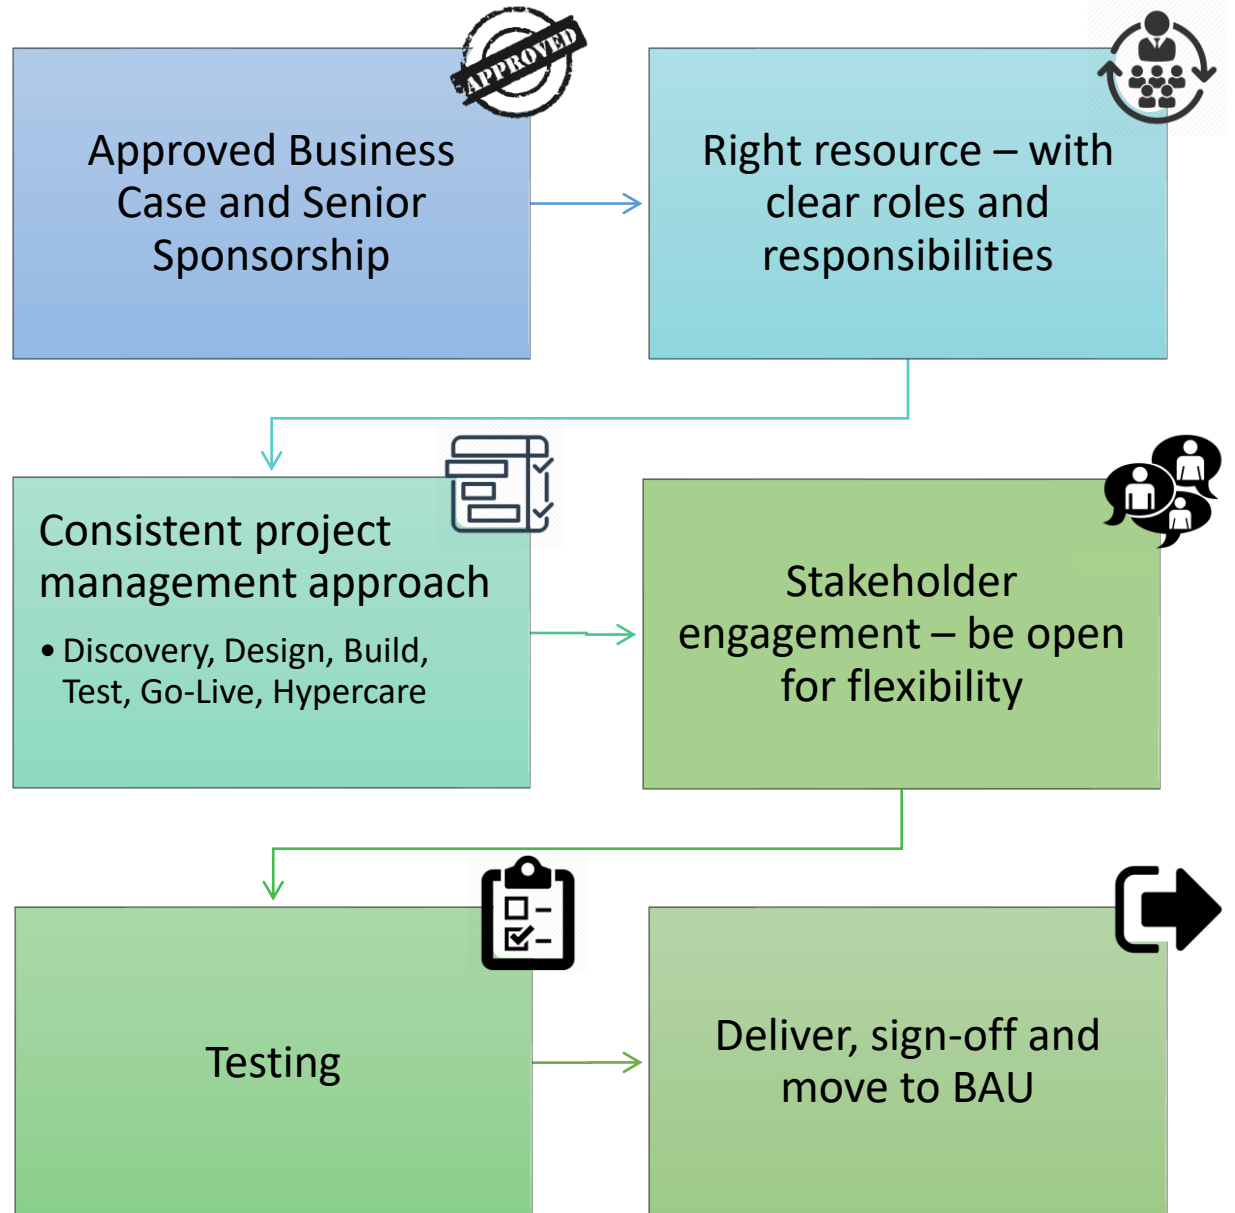 APPROVED
Approved Business
Case and Senior
Sponsorship
Right resource – with
clear roles and
responsibilities
Consistent project
management approach
• Discovery, Design, Build,
Test, Go-Live, Hypercare
Stakeholder
engagement – be open
for flexibility
Testing
Deliver, sign-off and
move to BAU